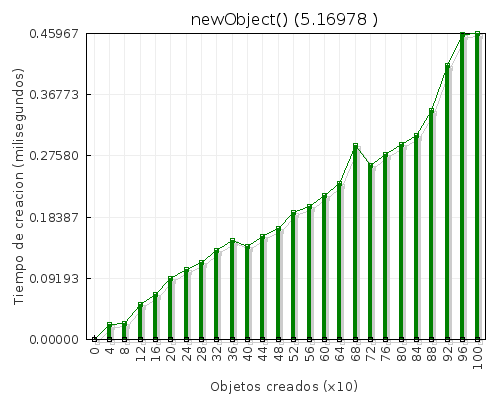 newObject() (5.16978 )
0.45967
0.36773
0.27580
0.18387
0.09193
0.00000
Tiempo de creacion (milisegundos)
0 4 8 12 16 20 24 28 32 36 40 44 48 52 56 60 64 68 72 76 80 84 88 92 96 100
Objetos creados (x10)